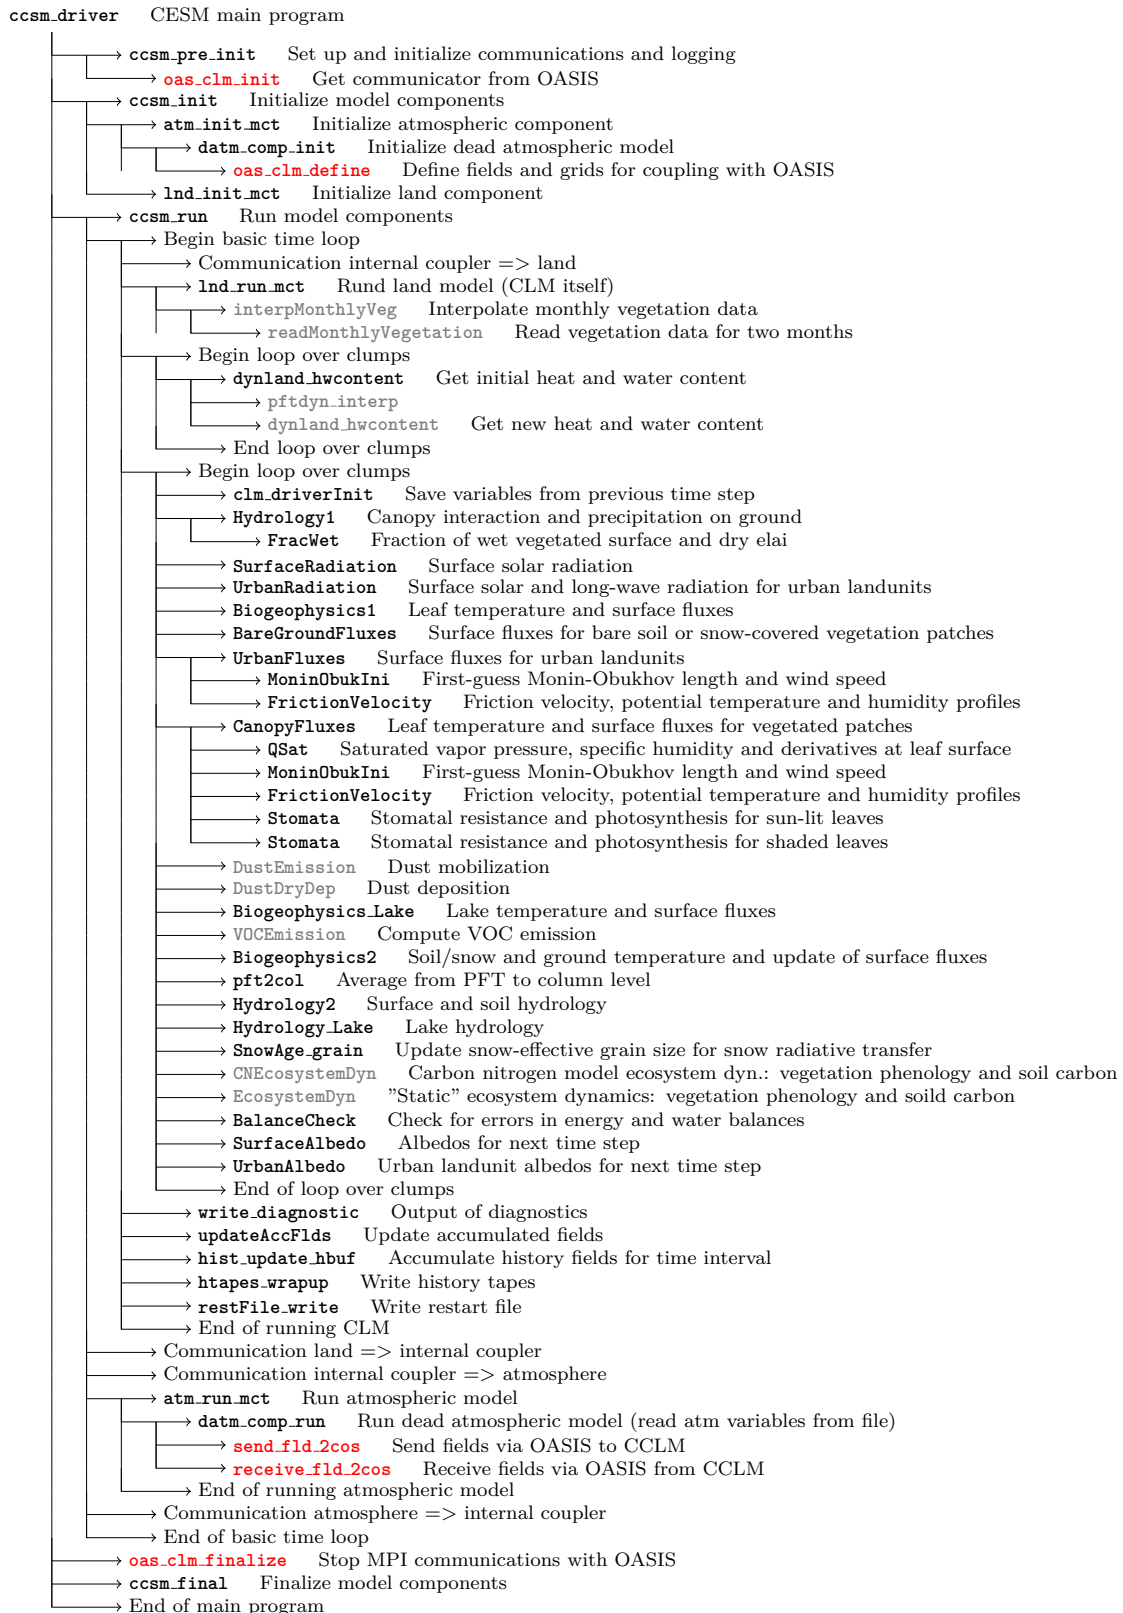 ccsm_driver CESM main program
ccsm_pre_init Set up and initialize communications and logging
oas_clm_init Get communicator from OASIS
ccsm_init Initialize model components
atm_init_mct Initialize atmospheric component
datm_comp_init Initialize dead atmospheric model
oas_clm_define Define fields and grids for coupling with OASIS
lnd_init_mct Initialize land component
ccsm_run Run model components
Begin basic time loop
Communication internal coupler => land
lnd_run_mct Rund land model (CLM itself)
interpMonthlyVeg Interpolate monthly vegetation data
readMonthlyVegetation Read vegetation data for two months
Begin loop over clumps
dynland_hwcontent Get initial heat and water content
pftdyn_interp
dynland_hwcontent Get new heat and water content
End loop over clumps
Begin loop over clumps
clm_driverInit Save variables from previous time step
Hydrology1 Canopy interaction and precipitation on ground
FracWet Fraction of wet vegetated surface and dry elai
SurfaceRadiation Surface solar radiation
UrbanRadiation Surface solar and long-wave radiation for urban landunits
Biogeophysics1 Leaf temperature and surface fluxes
BareGroundFluxes Surface fluxes for bare soil or snow-covered vegetation patches
UrbanFluxes Surface fluxes for urban landunits
MoninObukIni First-guess Monin-Obukhov length and wind speed
FrictionVelocity Friction velocity, potential temperature and humidity profiles
CanopyFluxes Leaf temperature and surface fluxes for vegetated patches
QSat Saturated vapor pressure, specific humidity and derivatives at leaf surface
MoninObukIni First-guess Monin-Obukhov length and wind speed
FrictionVelocity Friction velocity, potential temperature and humidity profiles
Stomata Stomatal resistance and photosynthesis for sun-lit leaves
Stomata Stomatal resistance and photosynthesis for shaded leaves
DustEmission Dust mobilization
DustDryDep Dust deposition
Biogeophysics_Lake Lake temperature and surface fluxes
VOCEmission Compute VOC emission
Biogeophysics2 Soil/snow and ground temperature and update of surface fluxes
pft2col Average from PFT to column level
Hydrology2 Surface and soil hydrology
Hydrology_Lake Lake hydrology
SnowAge_grain Update snow-effective grain size for snow radiative transfer
CNEcosystemDyn Carbon nitrogen model ecosystem dyn.: vegetation phenology and soil carbon
EcosystemDyn ”Static” ecosystem dynamics: vegetation phenology and soild carbon
BalanceCheck Check for errors in energy and water balances
SurfaceAlbedo Albedos for next time step
UrbanAlbedo Urban landunit albedos for next time step
End of loop over clumps
write_diagnostic Output of diagnostics
updateAccFlds Update accumulated fields
hist_update_hbuf Accumulate history fields for time interval
htapes_wrapup Write history tapes
restFile_write Write restart file
End of running CLM
Communication land => internal coupler
Communication internal coupler => atmosphere
atm_run_mct Run atmospheric model
datm_comp_run Run dead atmospheric model (read atm variables from file)
send_fld_2cos Send fields via OASIS to CCLM
receive_fld_2cos Receive fields via OASIS from CCLM
End of running atmospheric model
Communication atmosphere => internal coupler
End of basic time loop
oas_clm_finalize Stop MPI communications with OASIS
ccsm_final Finalize model components
End of main program